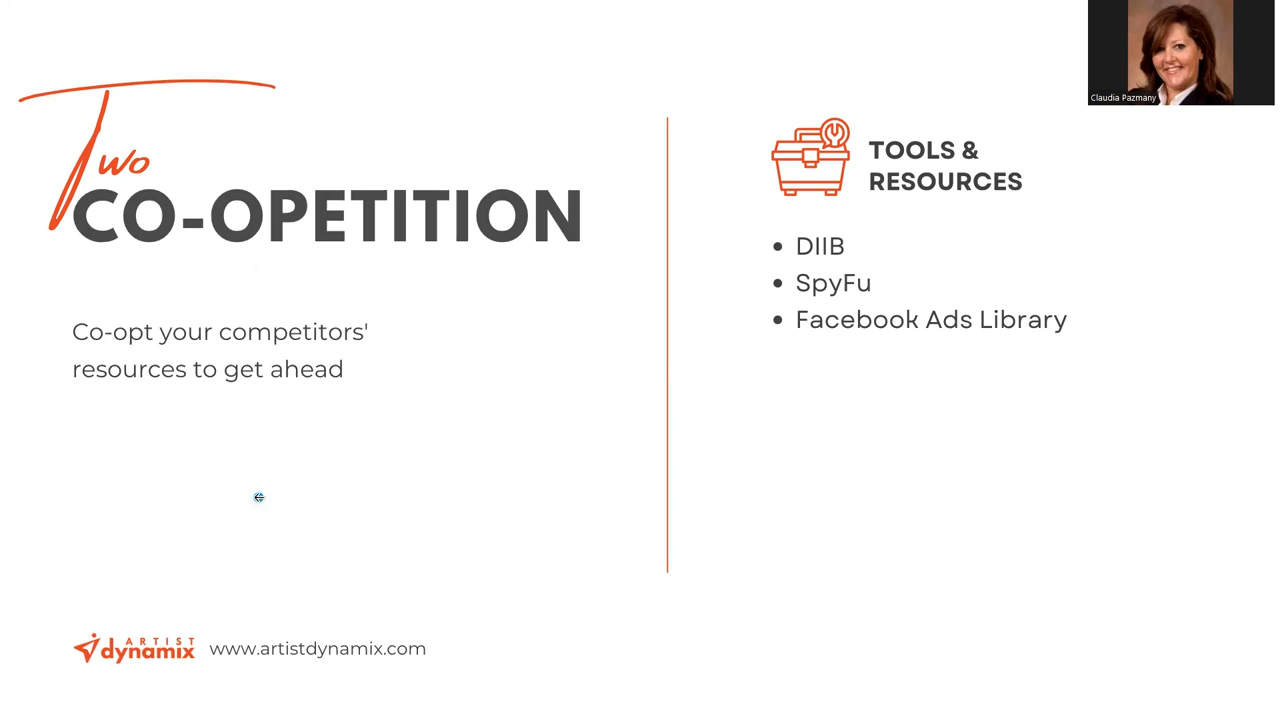 Two
CO-OPETITION
Co-opt your competitors'
resources to get ahead
TOOLS &
RESOURCES
• DIIB
• SpyFu
• Facebook Ads Library
Claudia Pazmany
ARTIST
dynamix
www.artistdynamix.com